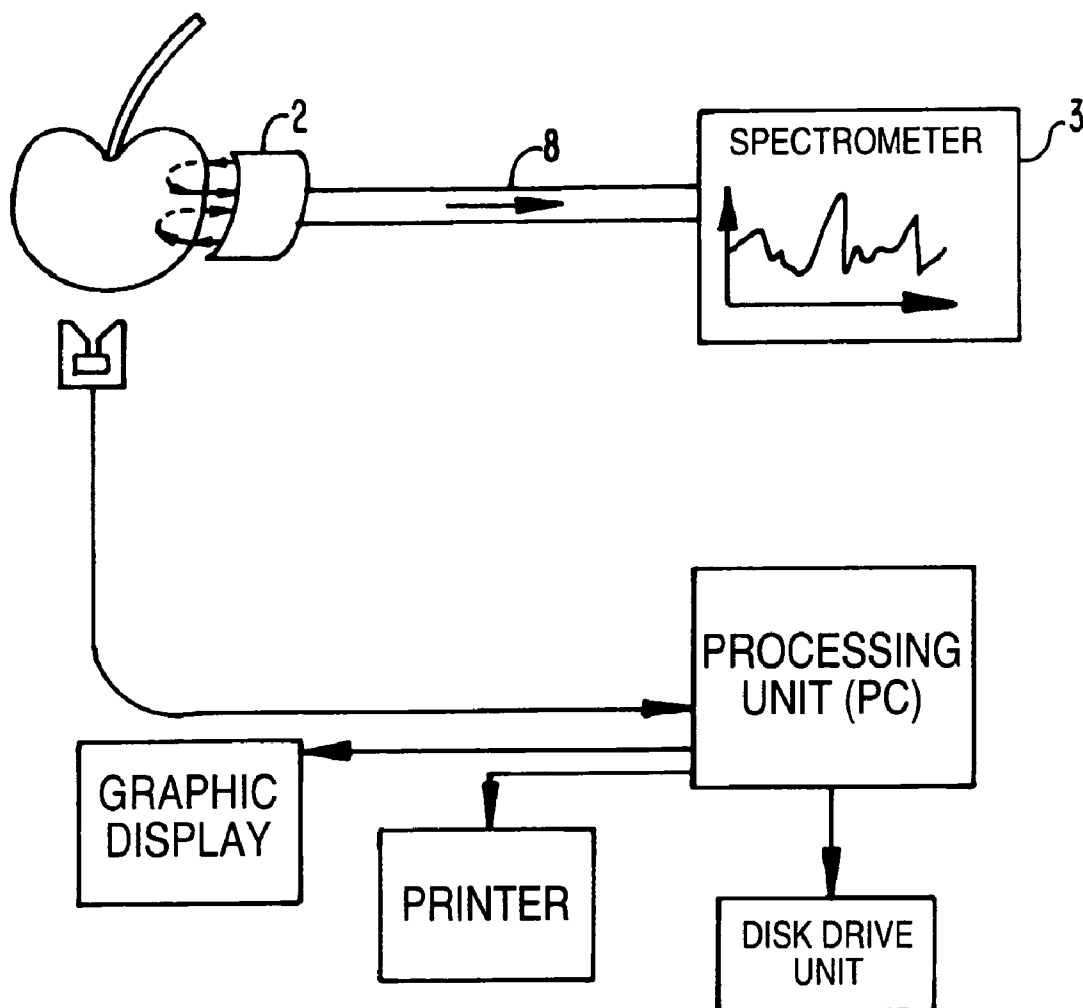 2
8
3
SPECTROMETER
PROCESSING
UNIT (PC)
GRAPHIC
DISPLAY
PRINTER
DISK DRIVE
UNIT